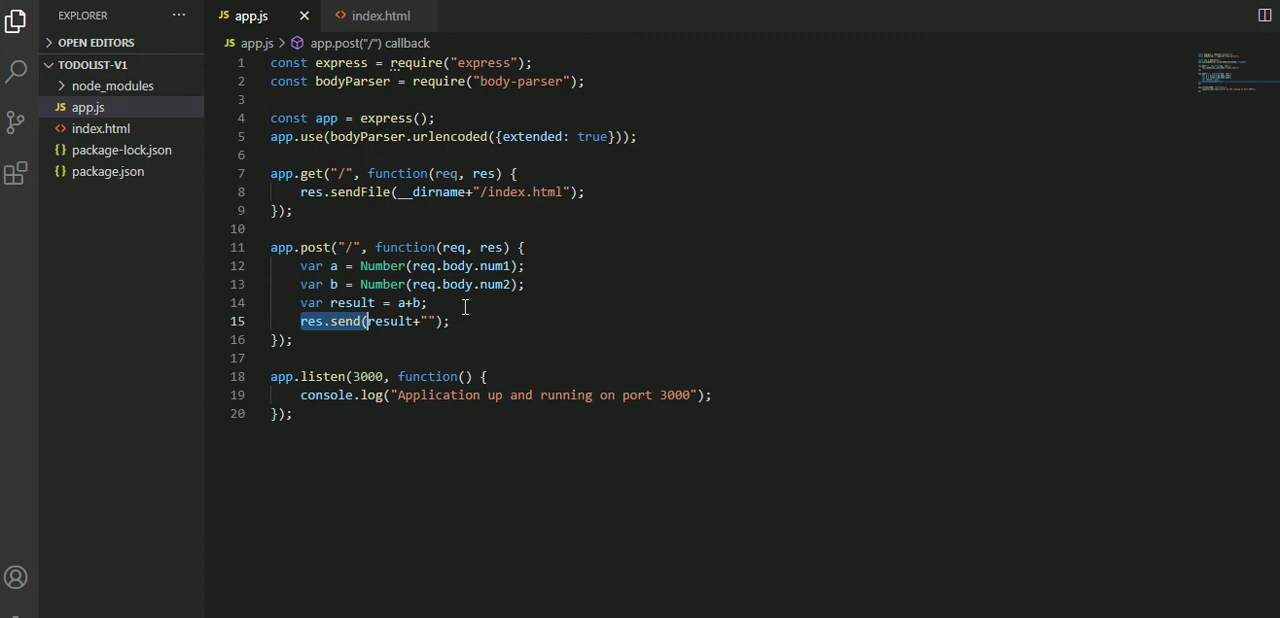 EXPLORER ···
OPEN EDITORS
TODOLIST-V1
node_modules
JS app.js
<> index.html
{} package-lock.json
{} package.json
JS app.js ×
<> index.html
JS app.js > app.post("/") callback
1 const express = require("express");
2 const bodyParser = require("body-parser");
3
4 const app = express();
5 app.use(bodyParser.urlencoded({extended: true}));
6
7 app.get("/", function(req, res) {
8     res.sendFile(__dirname+"/index.html");
9 });
10
11 app.post("/", function(req, res) {
12     var a = Number(req.body.num1);
13     var b = Number(req.body.num2);
14     var result = a+b;
15     res.send(result+"");
16 });
17
18 app.listen(3000, function() {
19     console.log("Application up and running on port 3000");
20 });